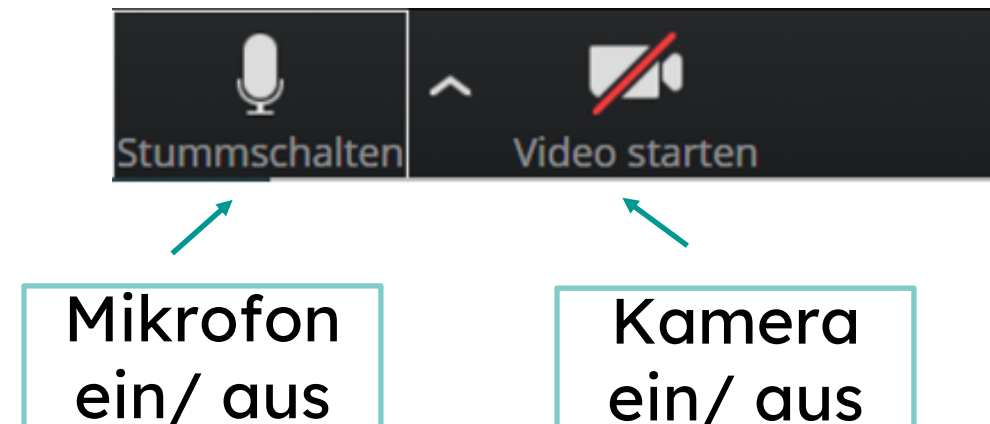 Stummschalten
Video starten
Mikrofon
ein/ aus
Kamera
ein/ aus